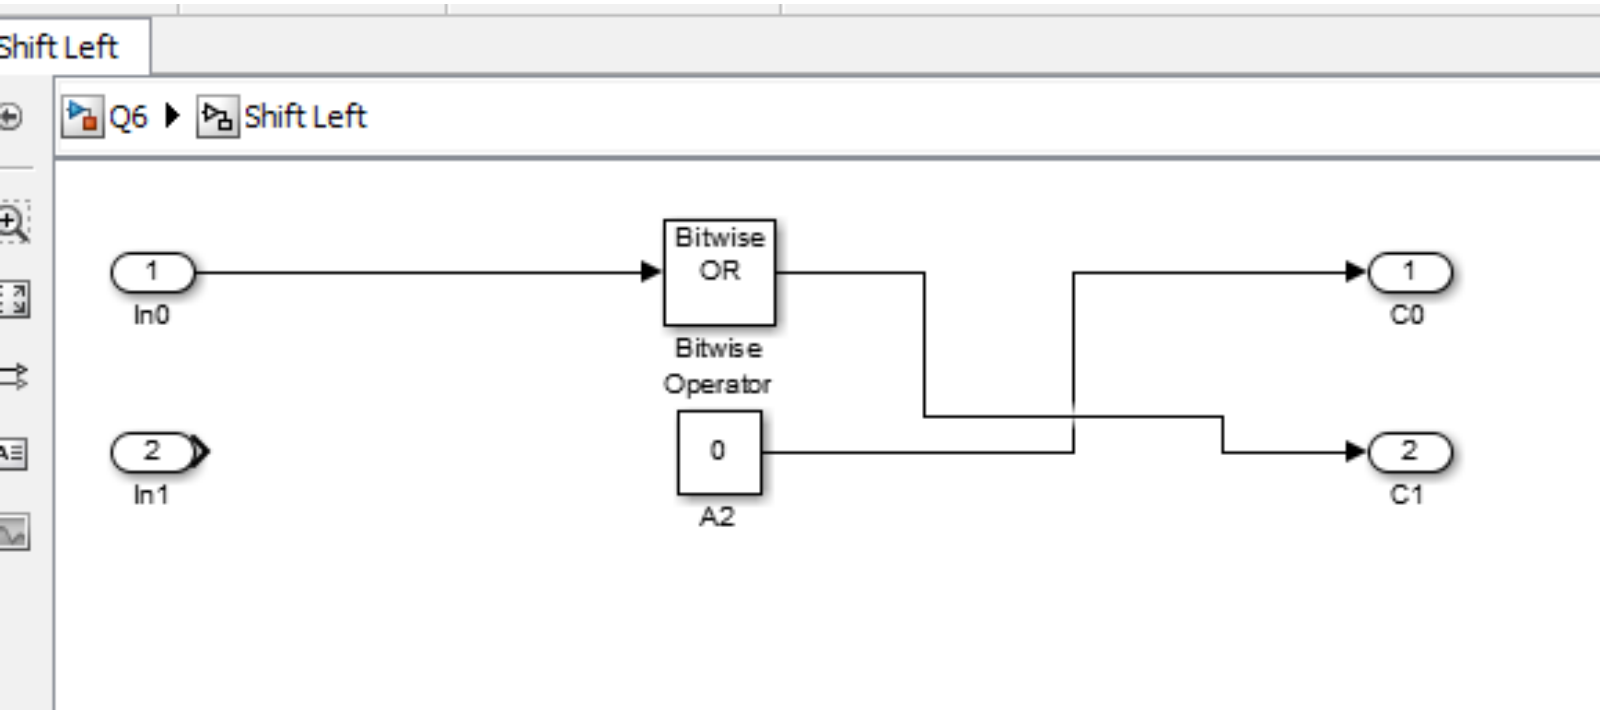 Shift Left
Q6 Shift Left
Bitwise
OR
1
1
In0
C0
Bitwise
Operator
2
0
2
In1
C1
A2